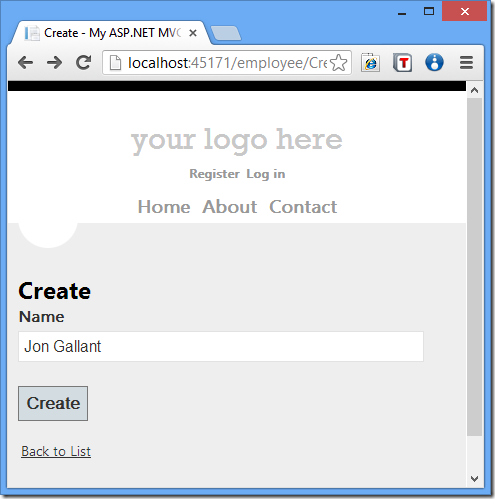 Create - My ASP.NET MVC
localhost:45171/employee/Cre
your logo here
Register Log in
Home About Contact
Create
Name
Jon Gallant
Create
Back to List